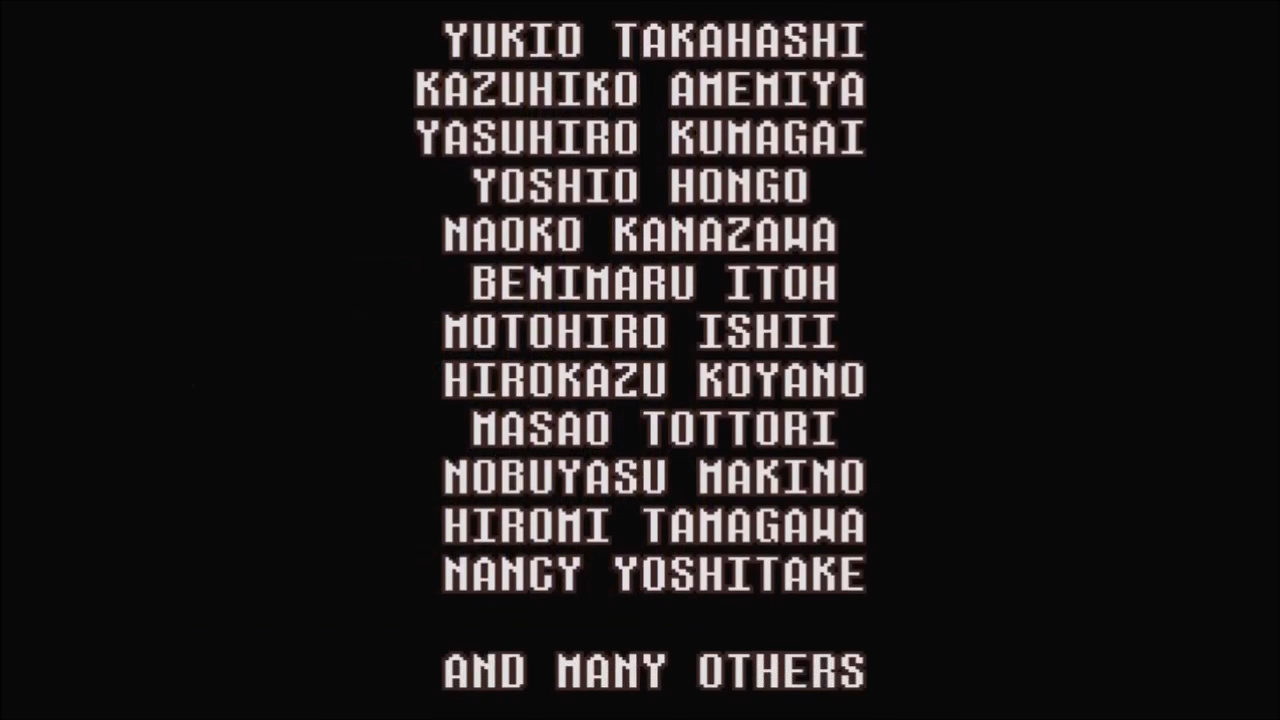 YUKIO TAKAHASHI
KAZUHIKO AMEMIYA
YASUHIRO KUMAGAI
YOSHIO HONGO
NAOKO KANAZAWA
BENIMARU ITOH
MOTOHIRO ISHII
HIROKAZU KOYANO
MASAO TOTTORI
NOBUYASU MAKINO
HIROMI TAMAGAWA
NANCY YOSHITAKE
AND MANY OTHERS